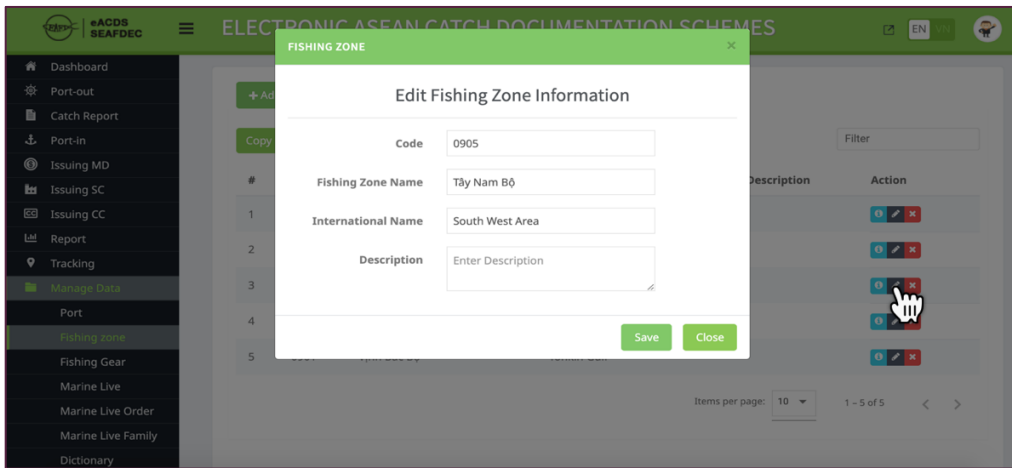 eACDS
SEAFDEC
ELECTRONIC ASEAN CATCH DOCUMENTATION SCHEMES
EN
Dashboard
Port-out
Catch Report
Port-in
Issuing MD
Issuing SC
Issuing CC
Report
Tracking
Manage Data
Port
Fishing zone
Fishing Gear
Marine Live
Marine Live Order
Marine Live Family
Dictionary
FISHING ZONE ×
Edit Fishing Zone Information
Code 0905
Fishing Zone Name Tây Nam Bộ
International Name South West Area
Description Enter Description
Save Close
Copy
Filter
# Description Action
1
2
3
4
5
Items per page: 10 1 – 5 of 5